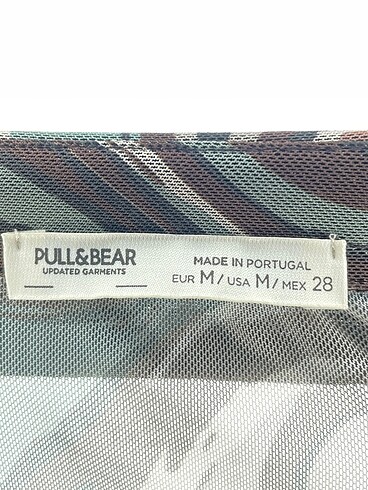 PULL&BEAR
UPDATED GARMENTS
MADE IN PORTUGAL
EUR M / USA M / MEX 28